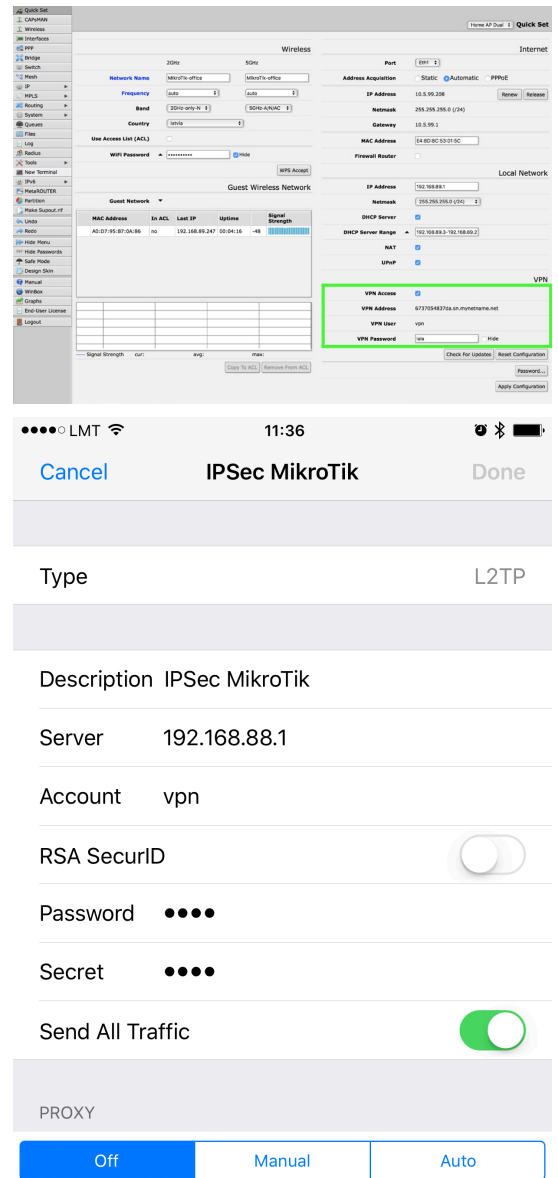 Quick Set
CAPsMAN
Wireless
Interfaces
PPP
Bridge
Switch
Mesh
IP
MPLS
Routing
System
Queues
Files
Log
Radius
Tools
New Terminal
IPv6
MetaROUTER
Partition
Make Supout.rif
Undo
Redo
Hide Menu
Hide Passwords
Safe Mode
Design Skin
Manual
WinBox
Graphs
End-User License
Logout
Home AP Dual Quick Set
Wireless
2GHz 5GHz
Network Name MikroTik-office MikroTik-office
Frequency auto auto
Band 2GHz-only-N 5GHz-A/N/AC
Country latvia
Use Access List (ACL)
WiFi Password •••••••••• Hide
WPS Accept
Guest Wireless Network
Guest Network
MAC Address In ACL Last IP Uptime Signal Strength
A0:D7:95:B7:0A:86 no 192.168.89.247 00:04:16 -48
Signal Strength cur: avg: max:
Copy To ACL Remove From ACL
Internet
Port Eth1
Address Acquisition Static Automatic PPPoE
IP Address 10.5.99.208 Renew Release
Netmask 255.255.255.0 (/24)
Gateway 10.5.99.1
MAC Address E4:8D:8C:53:01:5C
Firewall Router
Local Network
IP Address 192.168.89.1
Netmask 255.255.255.0 (/24)
DHCP Server
DHCP Server Range 192.168.89.3-192.168.89.2
NAT
UPnP
VPN
VPN Access
VPN Address 6737054837da.sn.mynetname.net
VPN User vpn
VPN Password lala Hide
Check For Updates Reset Configuration
Password...
Apply Configuration
LMT 11:36
Cancel IPSec MikroTik Done
Type L2TP
Description IPSec MikroTik
Server 192.168.88.1
Account vpn
RSA SecurID
Password ••••
Secret ••••
Send All Traffic
PROXY
Off Manual Auto